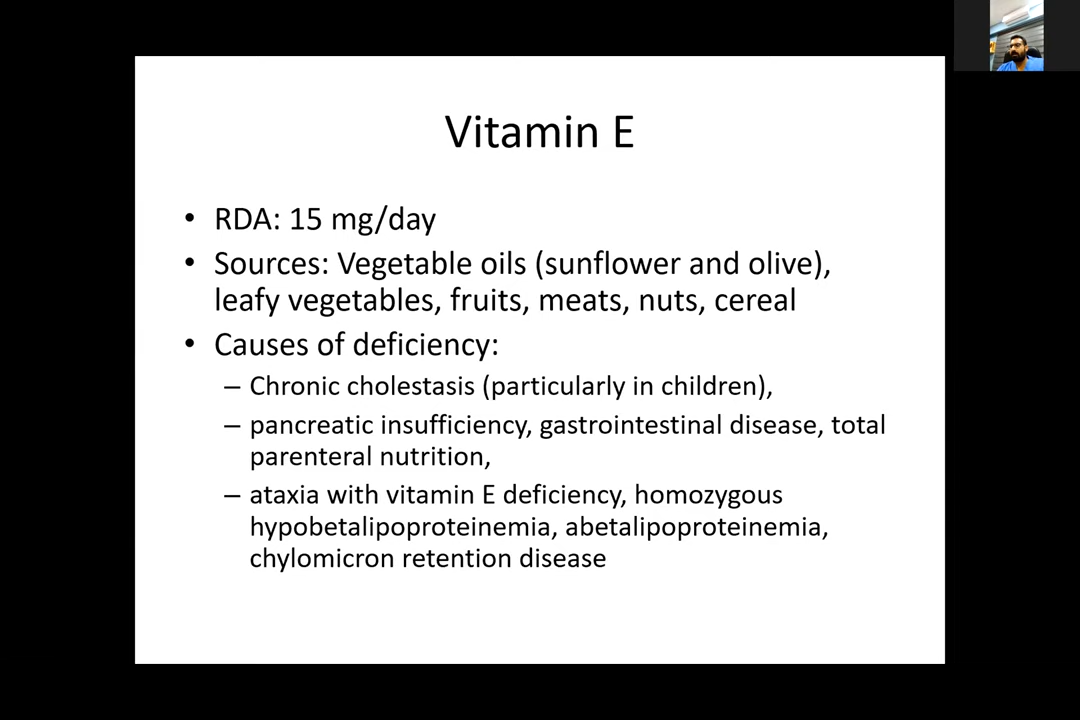 Vitamin E
• RDA: 15 mg/day
• Sources: Vegetable oils (sunflower and olive),
leafy vegetables, fruits, meats, nuts, cereal
• Causes of deficiency:
– Chronic cholestasis (particularly in children),
– pancreatic insufficiency, gastrointestinal disease, total
parenteral nutrition,
– ataxia with vitamin E deficiency, homozygous
hypobetalipoproteinemia, abetalipoproteinemia,
chylomicron retention disease